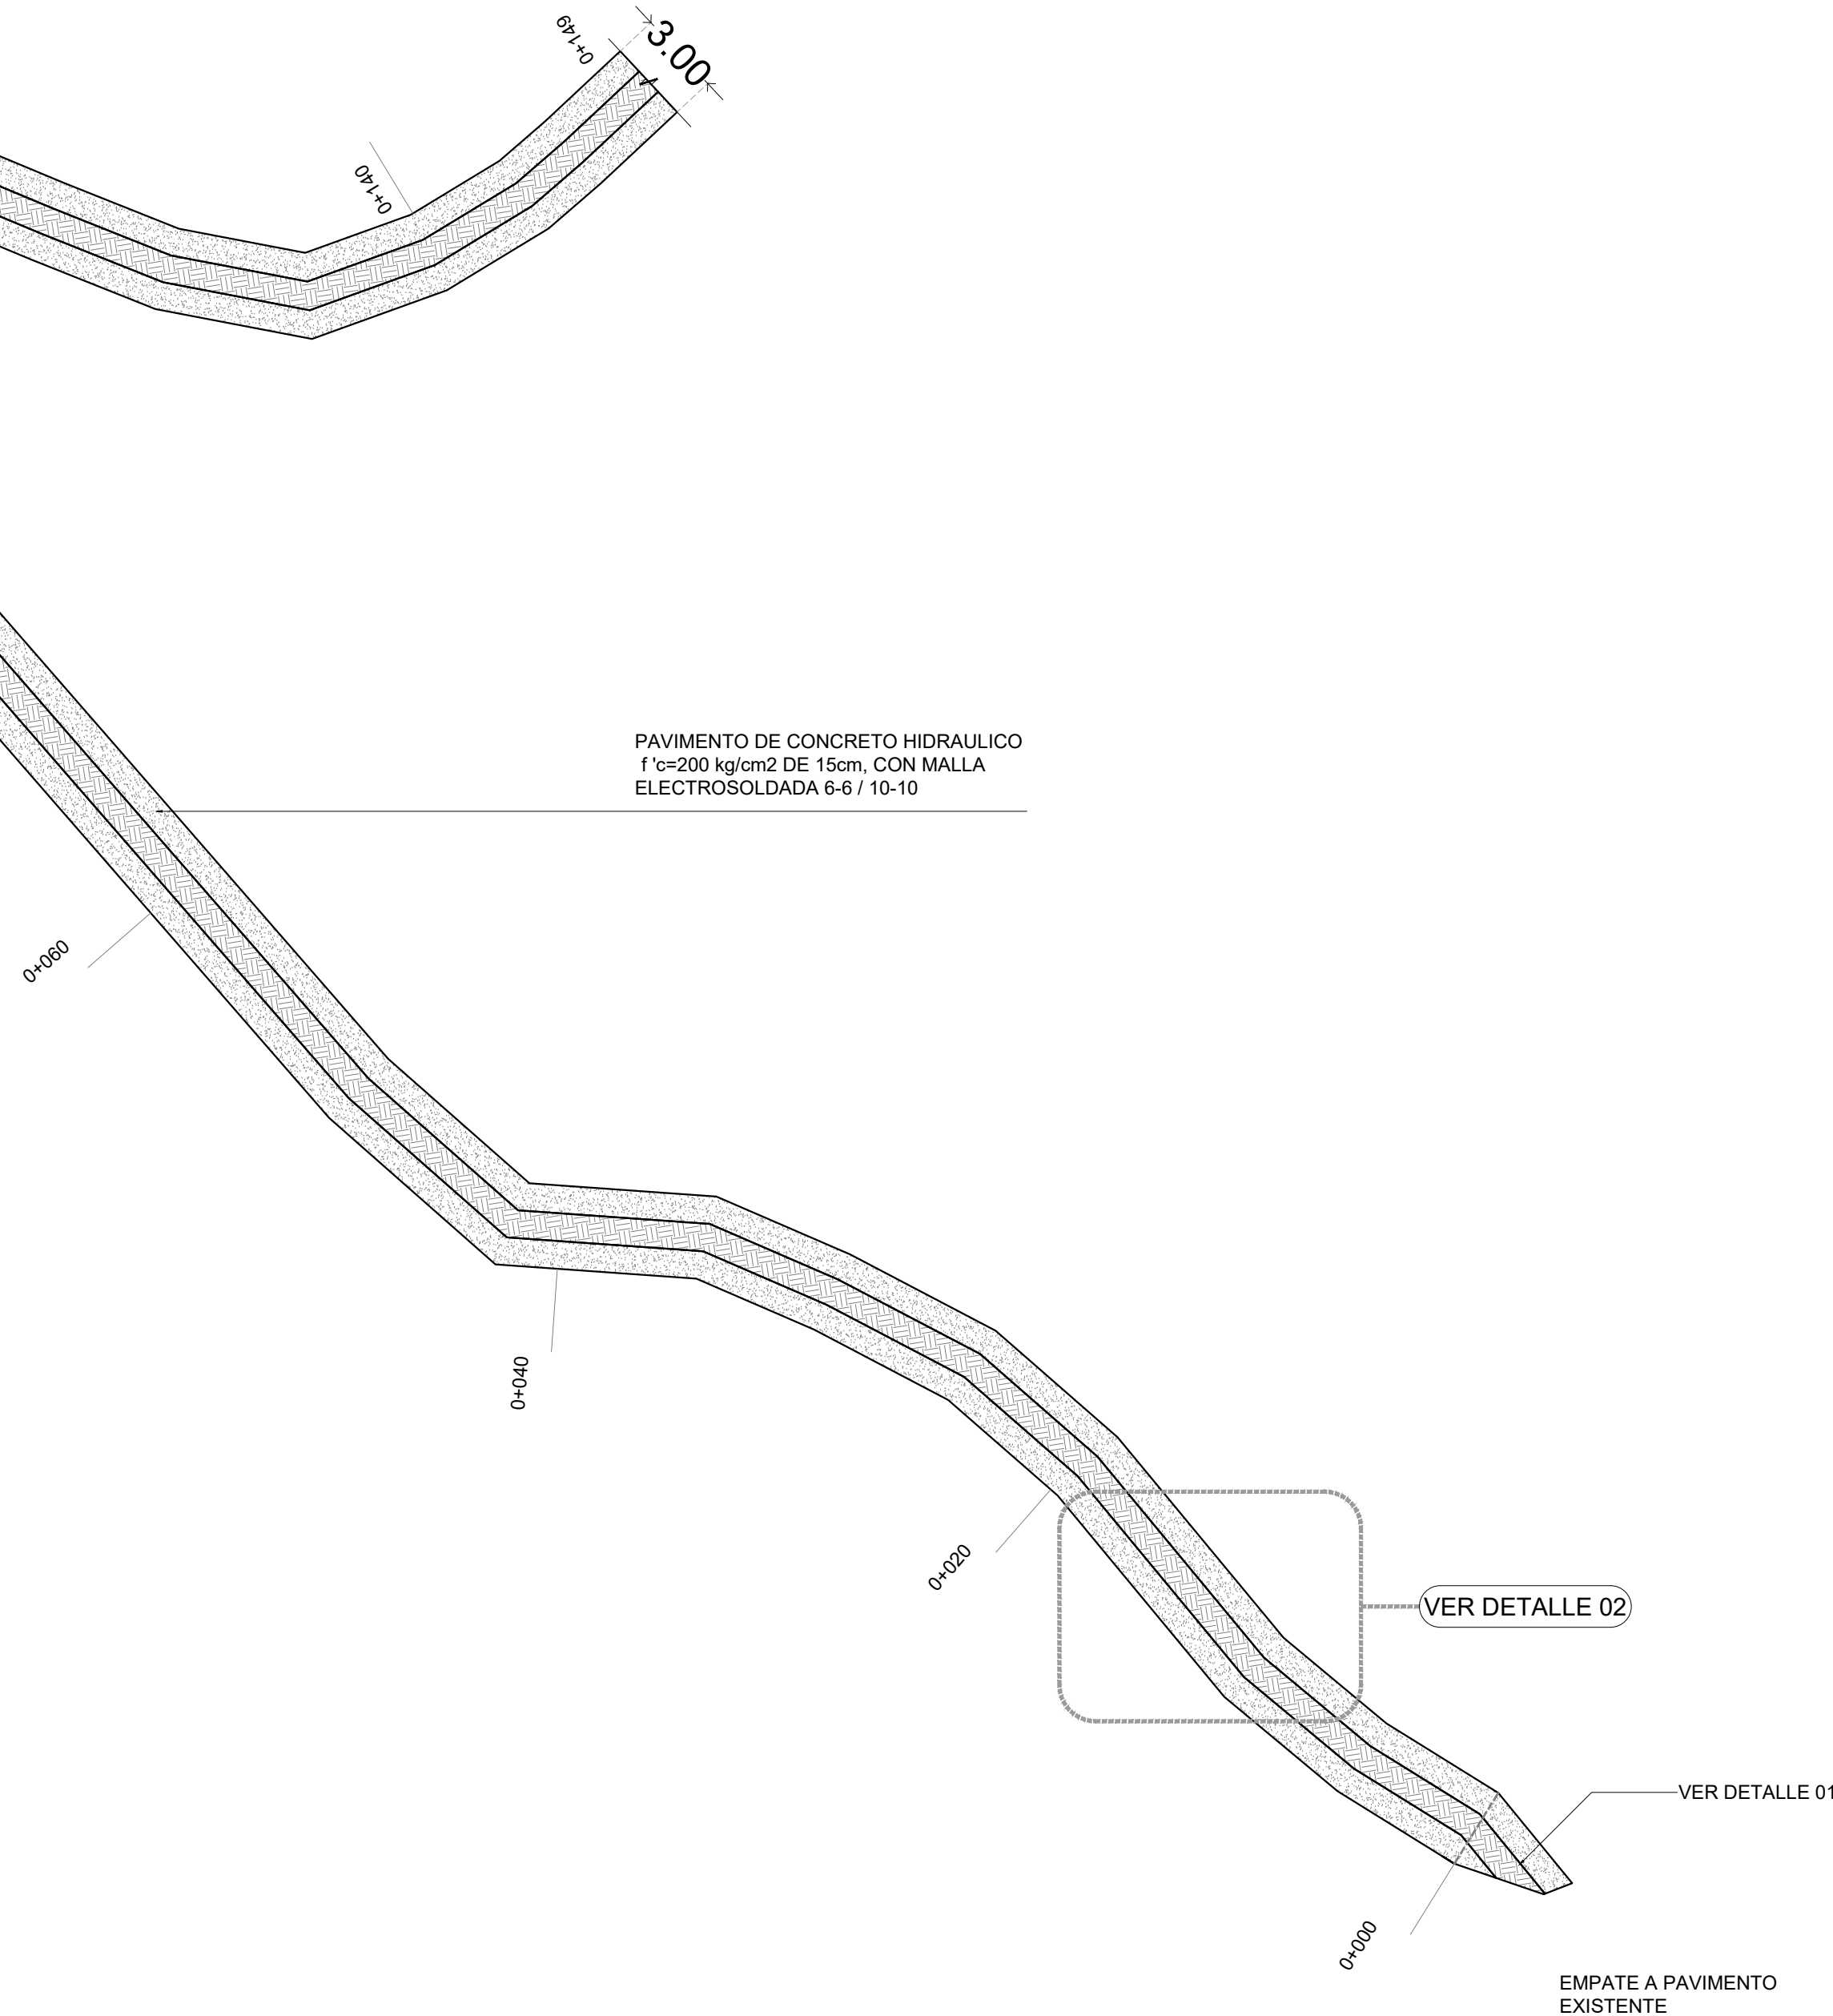 0+149
3.00
0+140
PAVIMENTO DE CONCRETO HIDRAULICO
f 'c=200 kg/cm2 DE 15cm, CON MALLA
ELECTROSOLDADA 6-6 / 10-10
0+060
0+040
0+020
VER DETALLE 02
VER DETALLE 01
0+000
EMPATE A PAVIMENTO
EXISTENTE